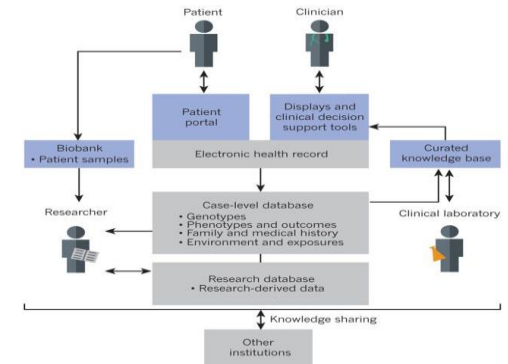 Patient
Clinician
Patient
portal
Displays and
clinical decision
support tools
Electronic health record
Biobank
• Patient samples
Curated
knowledge base
Case-level database
• Genotypes
• Phenotypes and outcomes
• Family and medical history
• Environment and exposures
Researcher
Clinical laboratory
Research database
• Research-derived data
Knowledge sharing
Other
institutions